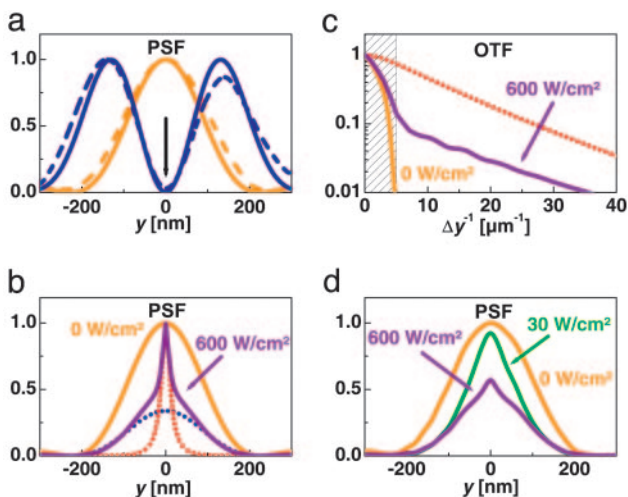 a
PSF
1.0
0.5
0.0
-200 0 200
y [nm]
c
OTF
1
0.1
0.01
600 W/cm²
0 W/cm²
0 10 20 30 40
Δy⁻¹ [µm⁻¹]
b
PSF
1.0
0.5
0.0
0 W/cm²
600 W/cm²
-200 0 200
y [nm]
d
PSF
1.0
0.5
0.0
30 W/cm²
600 W/cm²
0 W/cm²
-200 0 200
y [nm]